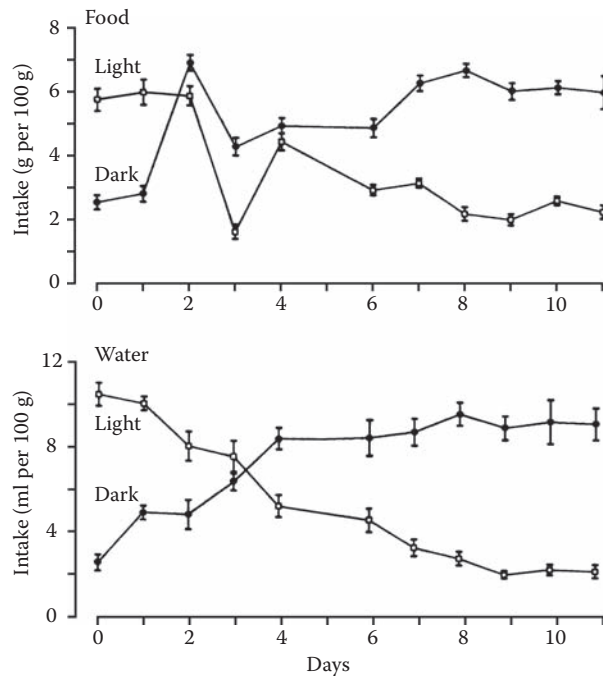 Food
8
Light
6
4
Dark
2
0
Intake (g per 100 g)
0 2 4 6 8 10
Water
12
Light
8
Dark
4
0
Intake (ml per 100 g)
0 2 4 6 8 10
Days